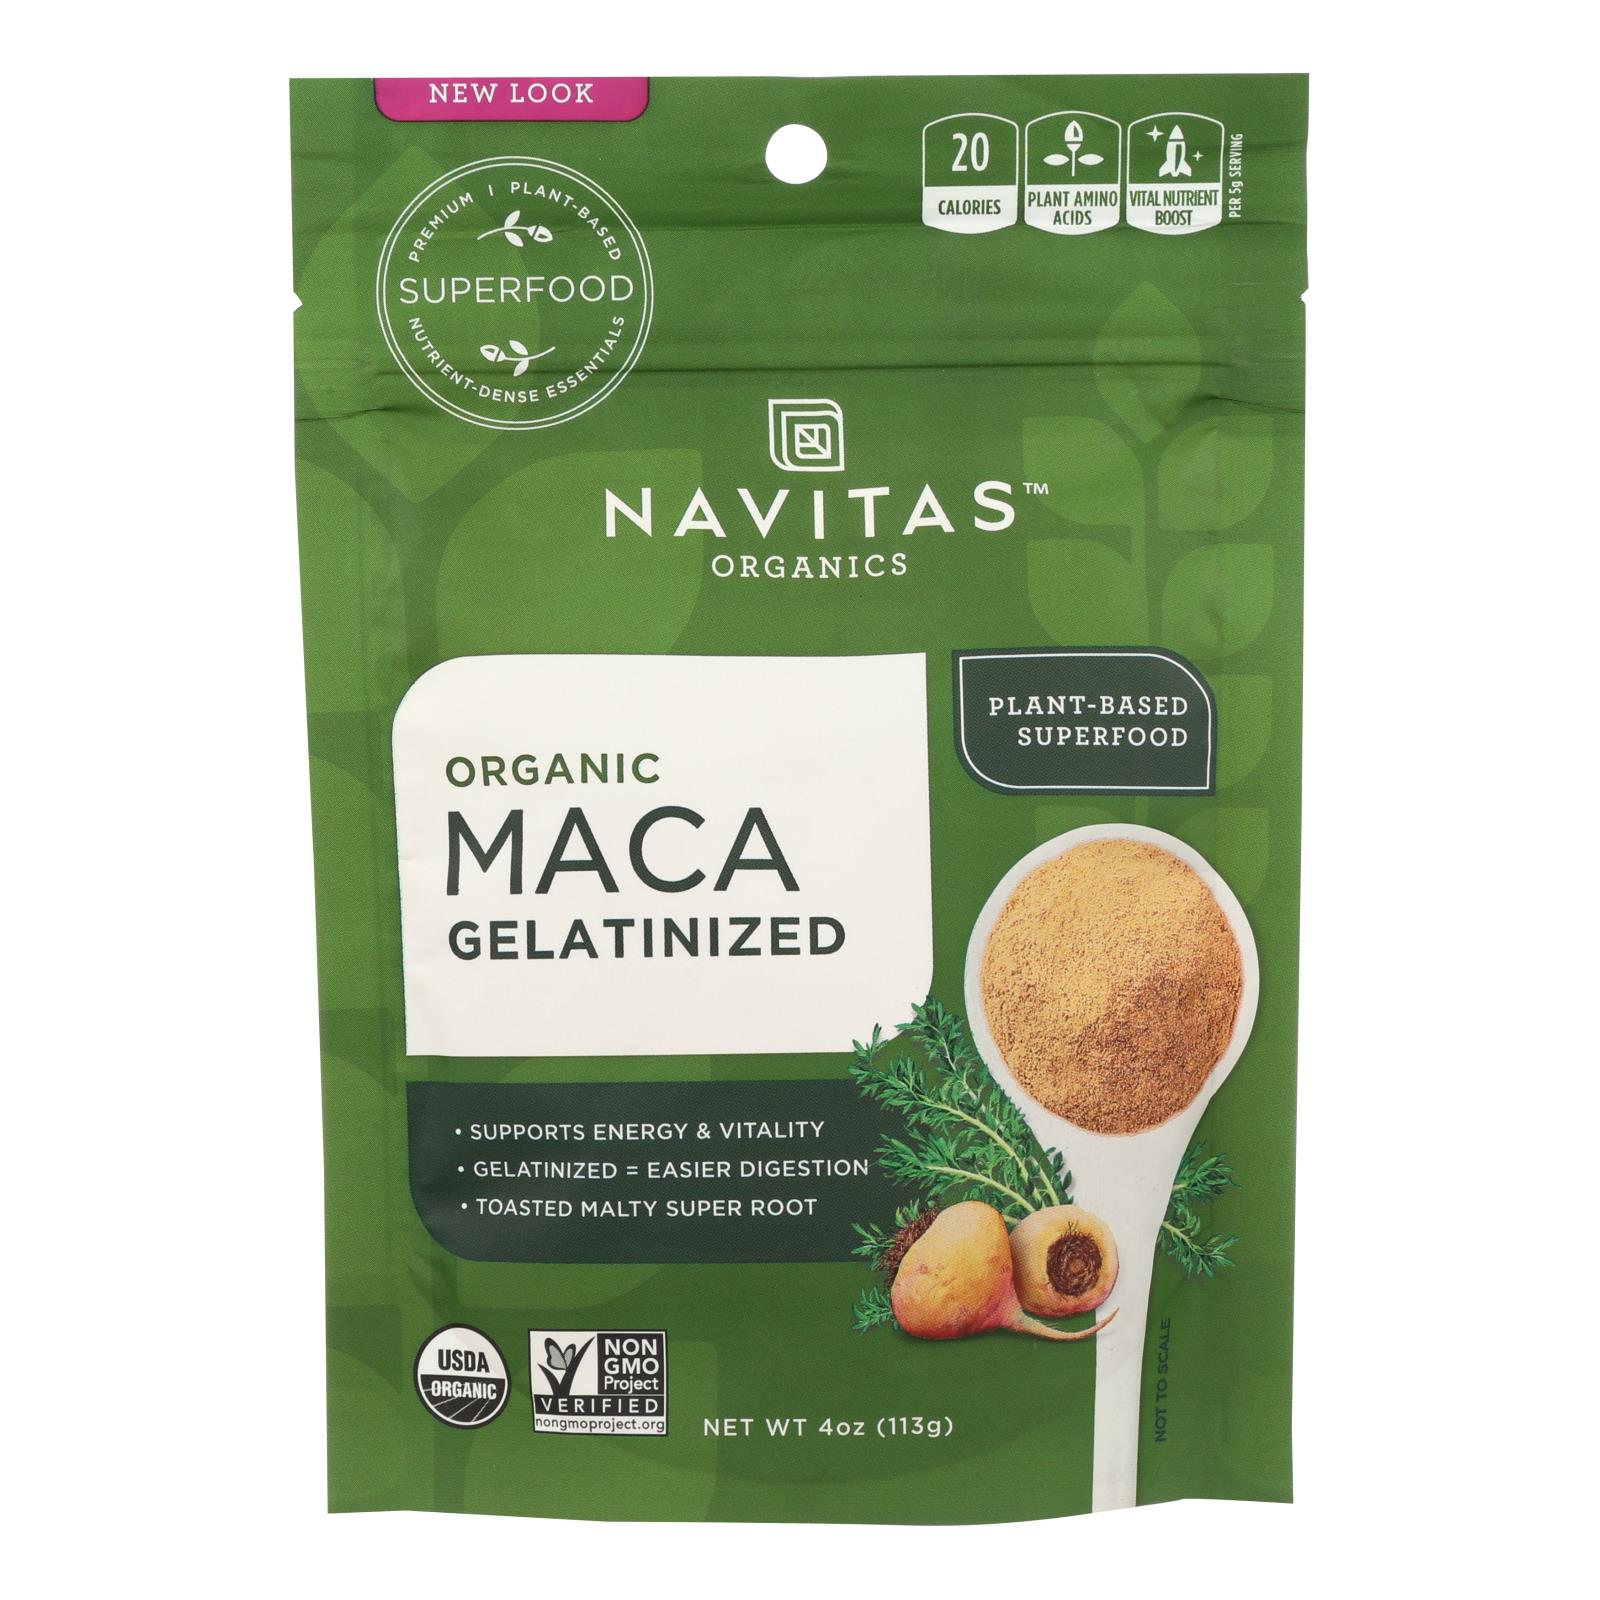 NEW LOOK
PREMIUM | PLANT-BASED
SUPERFOOD
NUTRIENT-DENSE ESSENTIALS
20
CALORIES
PLANT AMINO
ACIDS
VITAL NUTRIENT
BOOST
PER 5g SERVING
NAVITAS™
ORGANICS
PLANT-BASED
SUPERFOOD
ORGANIC
MACA
GELATINIZED
• SUPPORTS ENERGY & VITALITY
• GELATINIZED = EASIER DIGESTION
• TOASTED MALTY SUPER ROOT
USDA
ORGANIC
NON
GMO
Project
VERIFIED
nongmoproject.org
NET WT 4oz (113g)
NOT TO SCALE